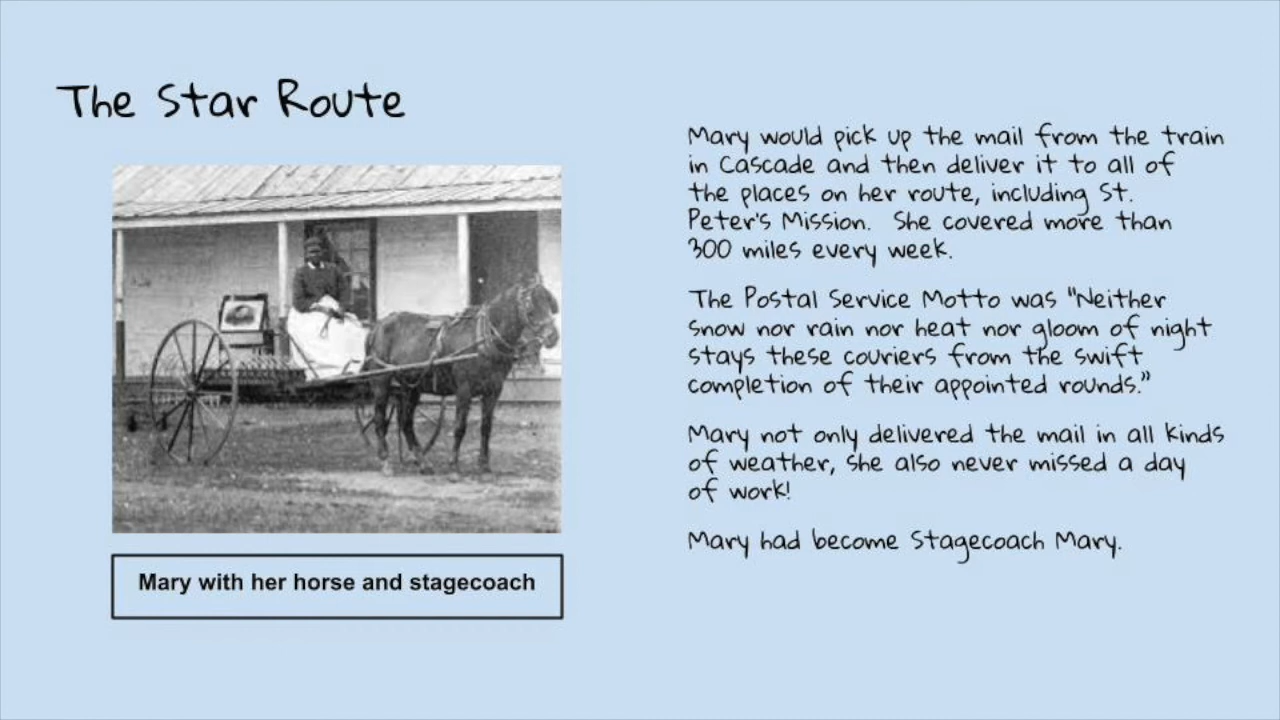 The Star Route
Mary would pick up the mail from the train
in Cascade and then deliver it to all of
the places on her route, including St.
Peter's Mission.  She covered more than
300 miles every week.
The Postal Service Motto was "Neither
snow nor rain nor heat nor gloom of night
stays these couriers from the swift
completion of their appointed rounds."
Mary not only delivered the mail in all kinds
of weather, she also never missed a day
of work!
Mary had become Stagecoach Mary.
Mary with her horse and stagecoach